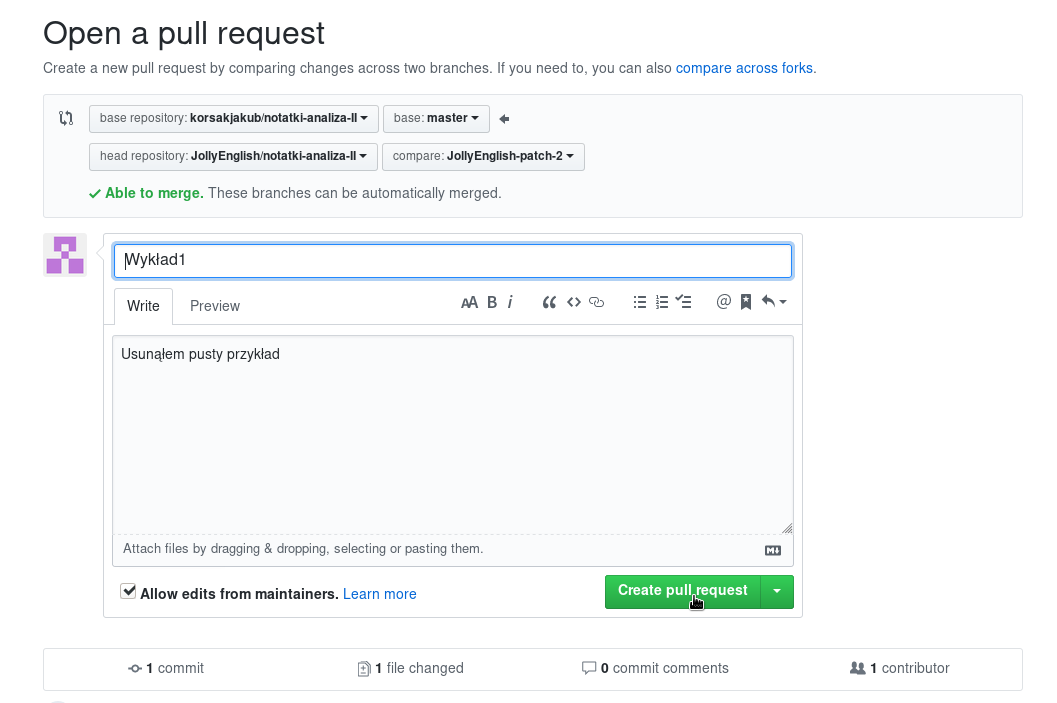 Open a pull request
Create a new pull request by comparing changes across two branches. If you need to, you can also compare across forks.
base repository: korsakjakub/notatki-analiza-II base: master
head repository: JollyEnglish/notatki-analiza-II compare: JollyEnglish-patch-2
Able to merge. These branches can be automatically merged.
Wykład1
Write Preview AA B i
Usunąłem pusty przykład
Attach files by dragging & dropping, selecting or pasting them.
Allow edits from maintainers. Learn more Create pull request
1 commit 1 file changed 0 commit comments 1 contributor